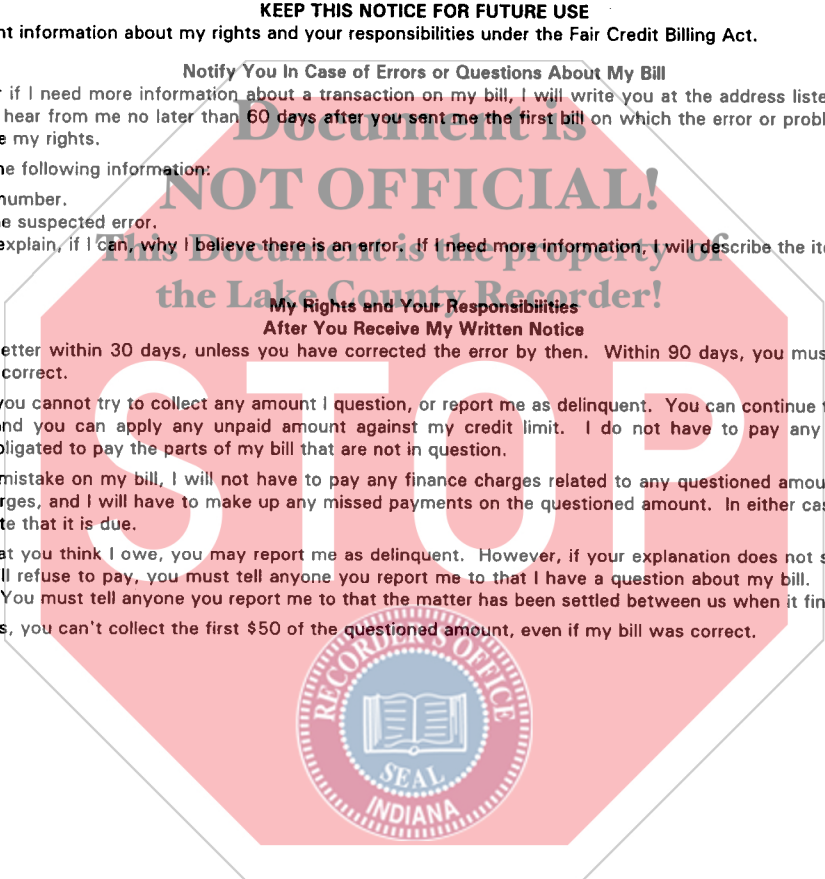 KEEP THIS NOTICE FOR FUTURE USE
nt information about my rights and your responsibilities under the Fair Credit Billing Act.
Notify You In Case of Errors or Questions About My Bill
r if I need more information about a transaction on my bill, I will write you at the address liste
hear from me no later than 60 days after you sent me the first bill on which the error or probl
e my rights.
Document is
he following information:
NOT OFFICIAL!
number.
e suspected error.
explain, if I can, why I believe there is an error. If I need more information, I will describe the ite
This Document is the property of
the Lake County Recorder!
My Rights and Your Responsibilities
After You Receive My Written Notice
etter within 30 days, unless you have corrected the error by then. Within 90 days, you mus
correct.
STOP
you cannot try to collect any amount I question, or report me as delinquent. You can continue t
nd you can apply any unpaid amount against my credit limit. I do not have to pay any
bligated to pay the parts of my bill that are not in question.
mistake on my bill, I will not have to pay any finance charges related to any questioned amou
rges, and I will have to make up any missed payments on the questioned amount. In either cas
te that it is due.
at you think I owe, you may report me as delinquent. However, if your explanation does not s
ll refuse to pay, you must tell anyone you report me to that I have a question about my bill.
You must tell anyone you report me to that the matter has been settled between us when it fin
s, you can't collect the first $50 of the questioned amount, even if my bill was correct.
RECORDER'S OFFICE
SEAL
INDIANA